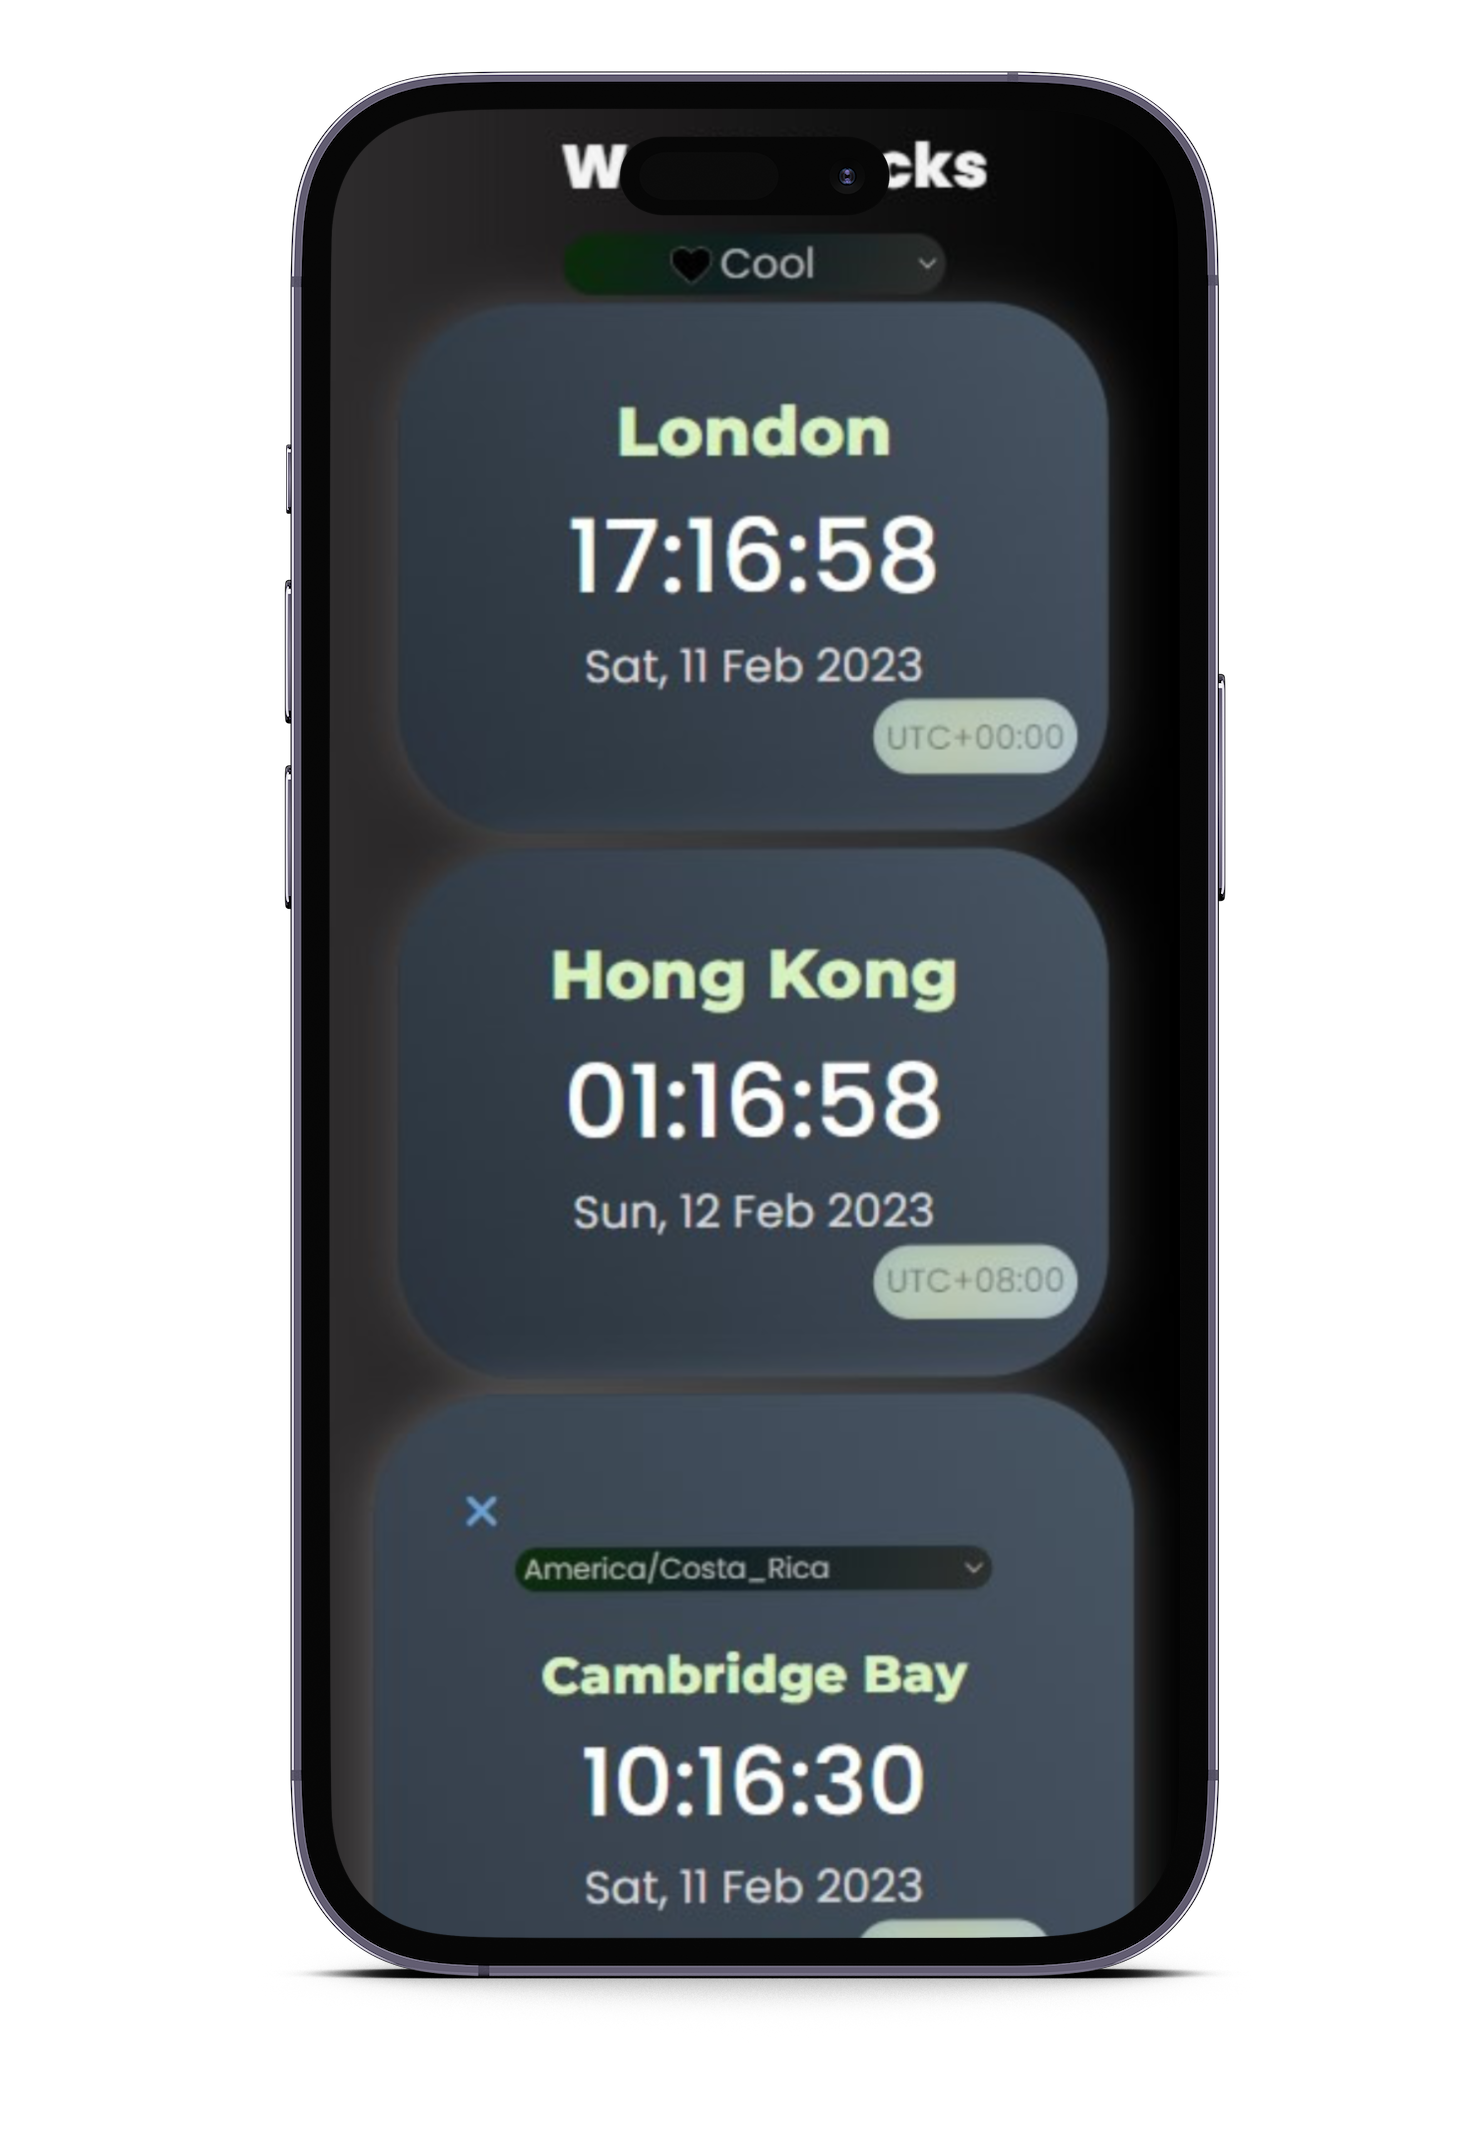 W cks
🖤 Cool
London
17:16:58
Sat, 11 Feb 2023
UTC+00:00
Hong Kong
01:16:58
Sun, 12 Feb 2023
UTC+08:00
America/Costa_Rica
Cambridge Bay
10:16:30
Sat, 11 Feb 2023